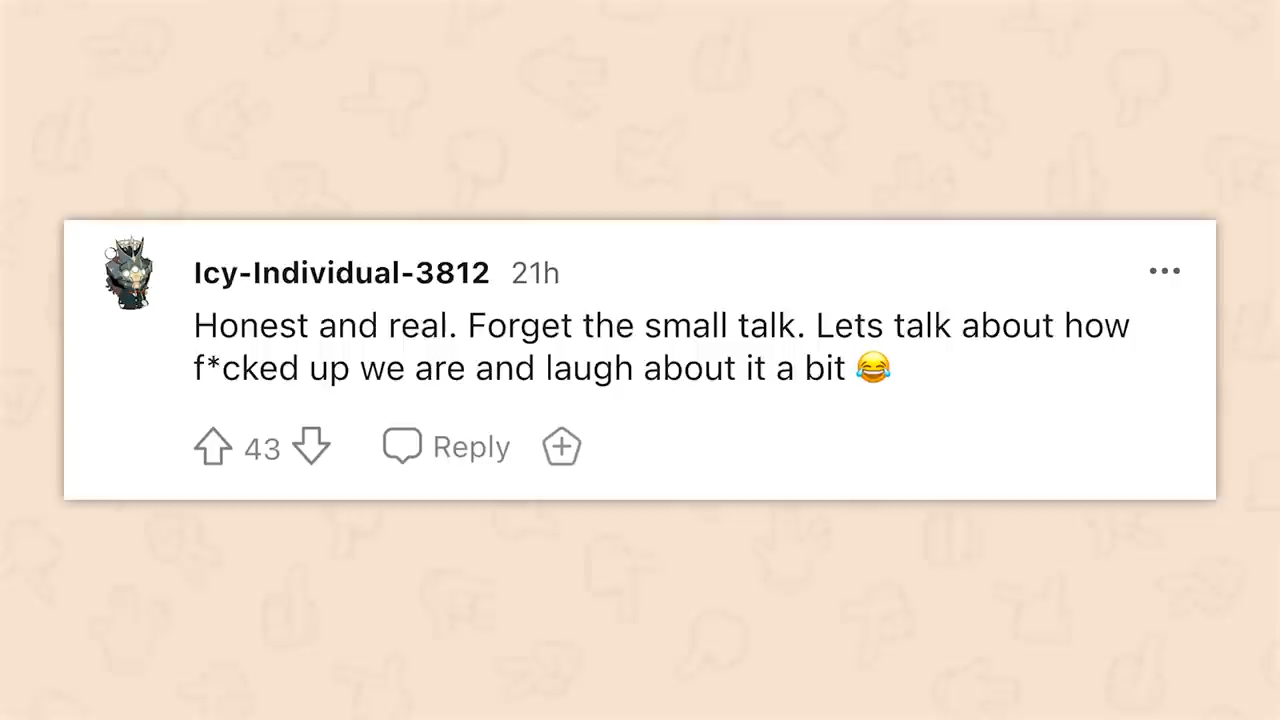 Icy-Individual-3812 21h
Honest and real. Forget the small talk. Lets talk about how
f*cked up we are and laugh about it a bit 😂
43 Reply